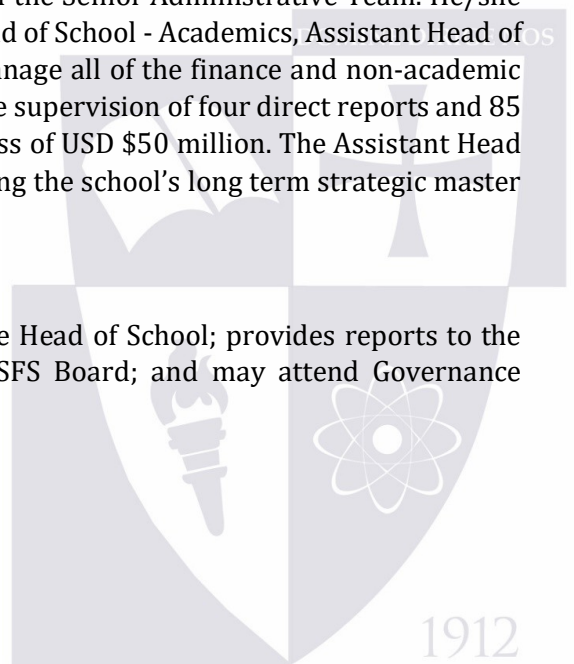 the Senior Administrative Team. He/she
d of School - Academics, Assistant Head of
anage all of the finance and non-academic
e supervision of four direct reports and 85
ess of USD $50 million. The Assistant Head
ng the school’s long term strategic master
e Head of School; provides reports to the
SFS Board; and may attend Governance
1912